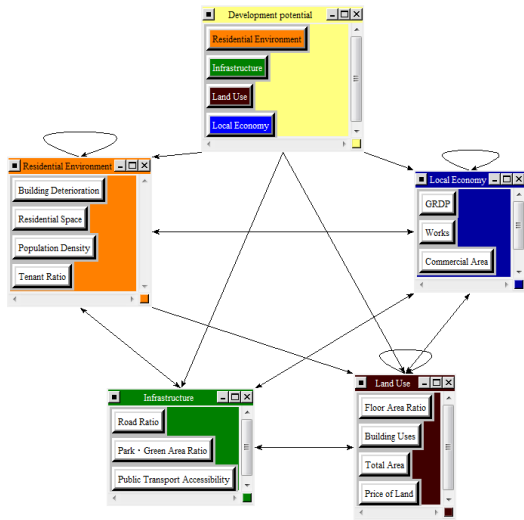 Development potential
Residential Environment
Infrastructure
Land Use
Local Economy
Residential Environment
Building Deterioration
Residential Space
Population Density
Tenant Ratio
Local Economy
GRDP
Works
Commercial Area
Infrastructure
Road Ratio
Park・Green Area Ratio
Public Transport Accessibility
Land Use
Floor Area Ratio
Building Uses
Total Area
Price of Land